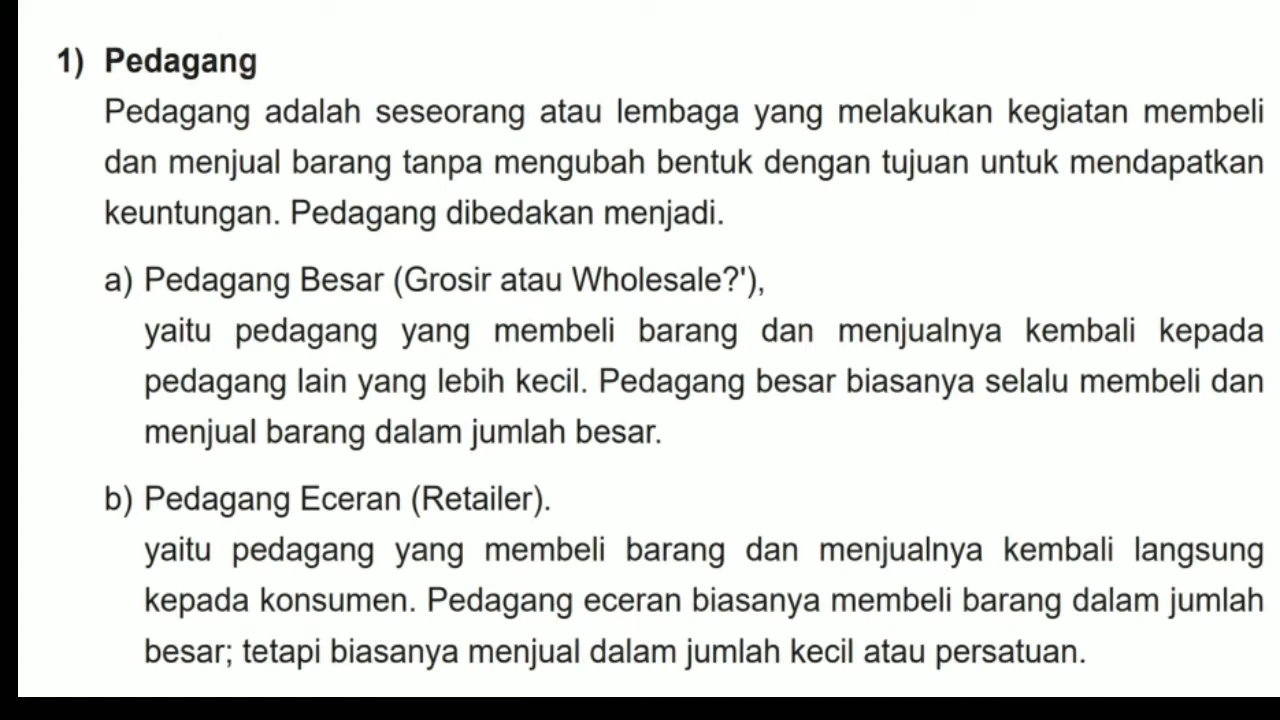 1) Pedagang
Pedagang adalah seseorang atau lembaga yang melakukan kegiatan membeli
dan menjual barang tanpa mengubah bentuk dengan tujuan untuk mendapatkan
keuntungan. Pedagang dibedakan menjadi.
a) Pedagang Besar (Grosir atau Wholesale?'),
yaitu pedagang yang membeli barang dan menjualnya kembali kepada
pedagang lain yang lebih kecil. Pedagang besar biasanya selalu membeli dan
menjual barang dalam jumlah besar.
b) Pedagang Eceran (Retailer).
yaitu pedagang yang membeli barang dan menjualnya kembali langsung
kepada konsumen. Pedagang eceran biasanya membeli barang dalam jumlah
besar; tetapi biasanya menjual dalam jumlah kecil atau persatuan.